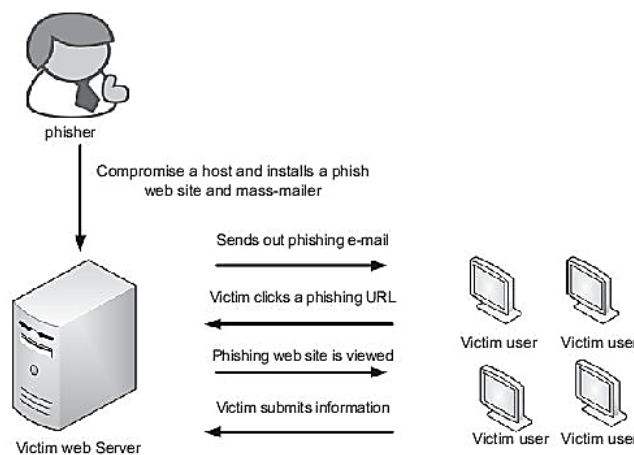 phisher
Compromise a host and installs a phish
web site and mass-mailer
Sends out phishing e-mail
Victim clicks a phishing URL
Phishing web site is viewed
Victim submits information
Victim user
Victim user
Victim user
Victim user
Victim web Server